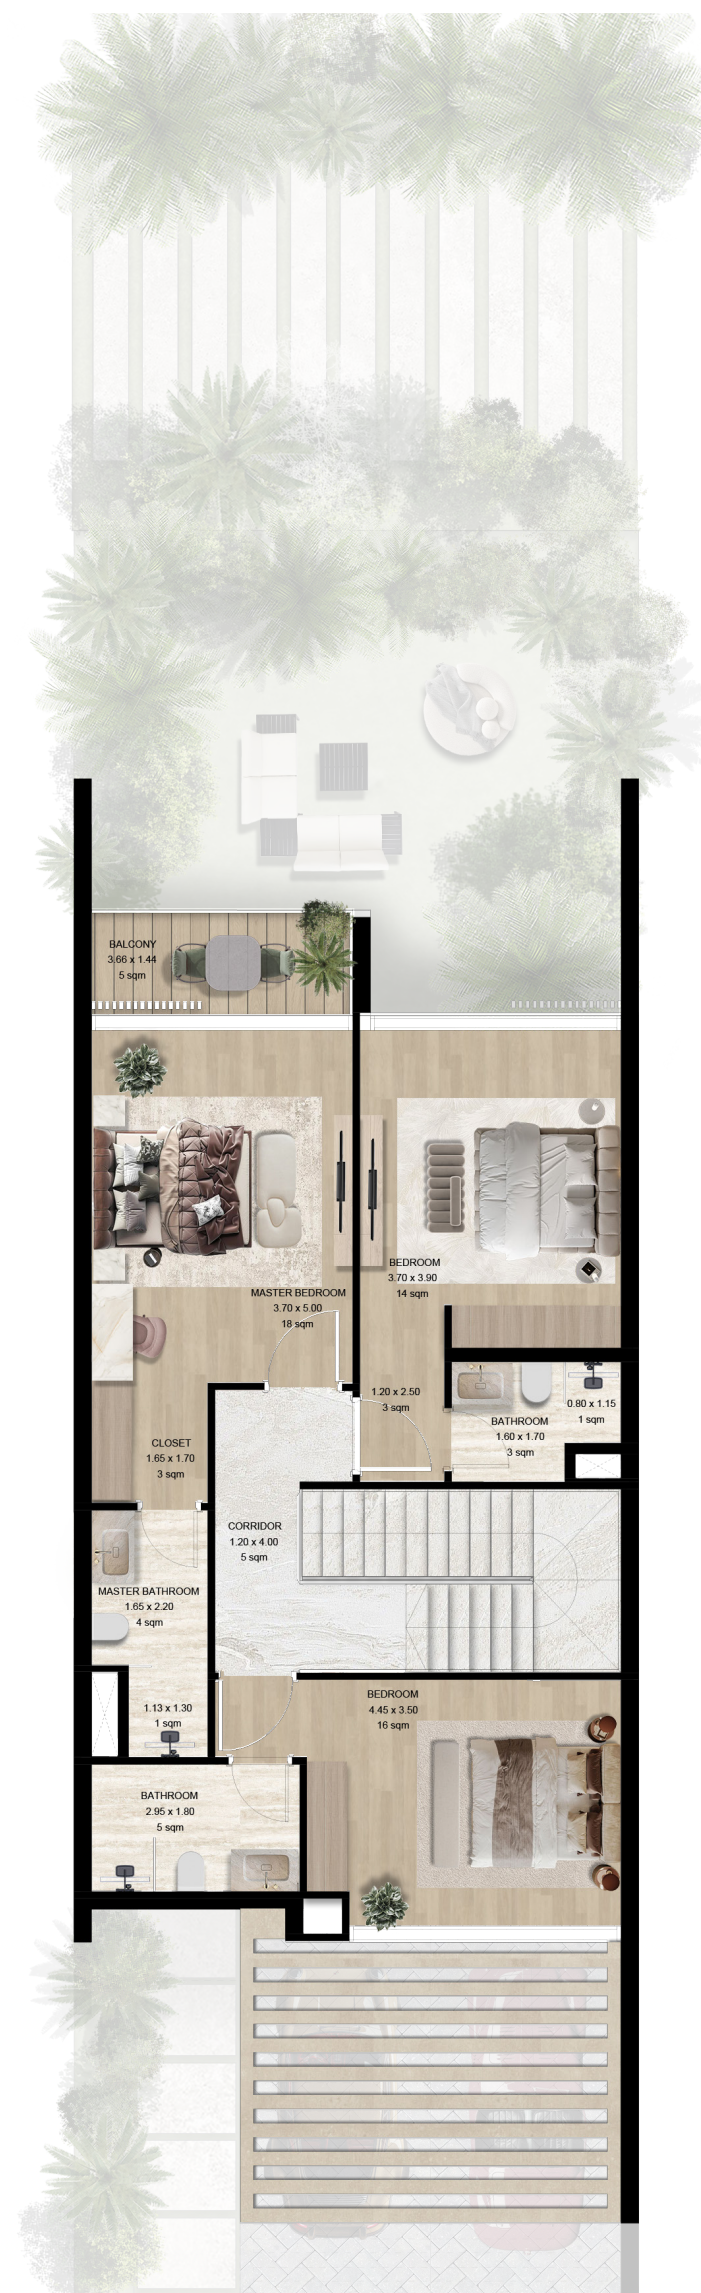 BALCONY
3.66 x 1.44
5 sqm
BEDROOM
3.70 x 3.90
14 sqm
MASTER BEDROOM
3.70 x 5.00
18 sqm
1.20 x 2.50
3 sqm
0.80 x 1.15
1 sqm
BATHROOM
1.60 x 1.70
3 sqm
CLOSET
1.65 x 1.70
3 sqm
CORRIDOR
1.20 x 4.00
5 sqm
MASTER BATHROOM
1.65 x 2.20
4 sqm
BEDROOM
4.45 x 3.50
16 sqm
1.13 x 1.30
1 sqm
BATHROOM
2.95 x 1.80
5 sqm